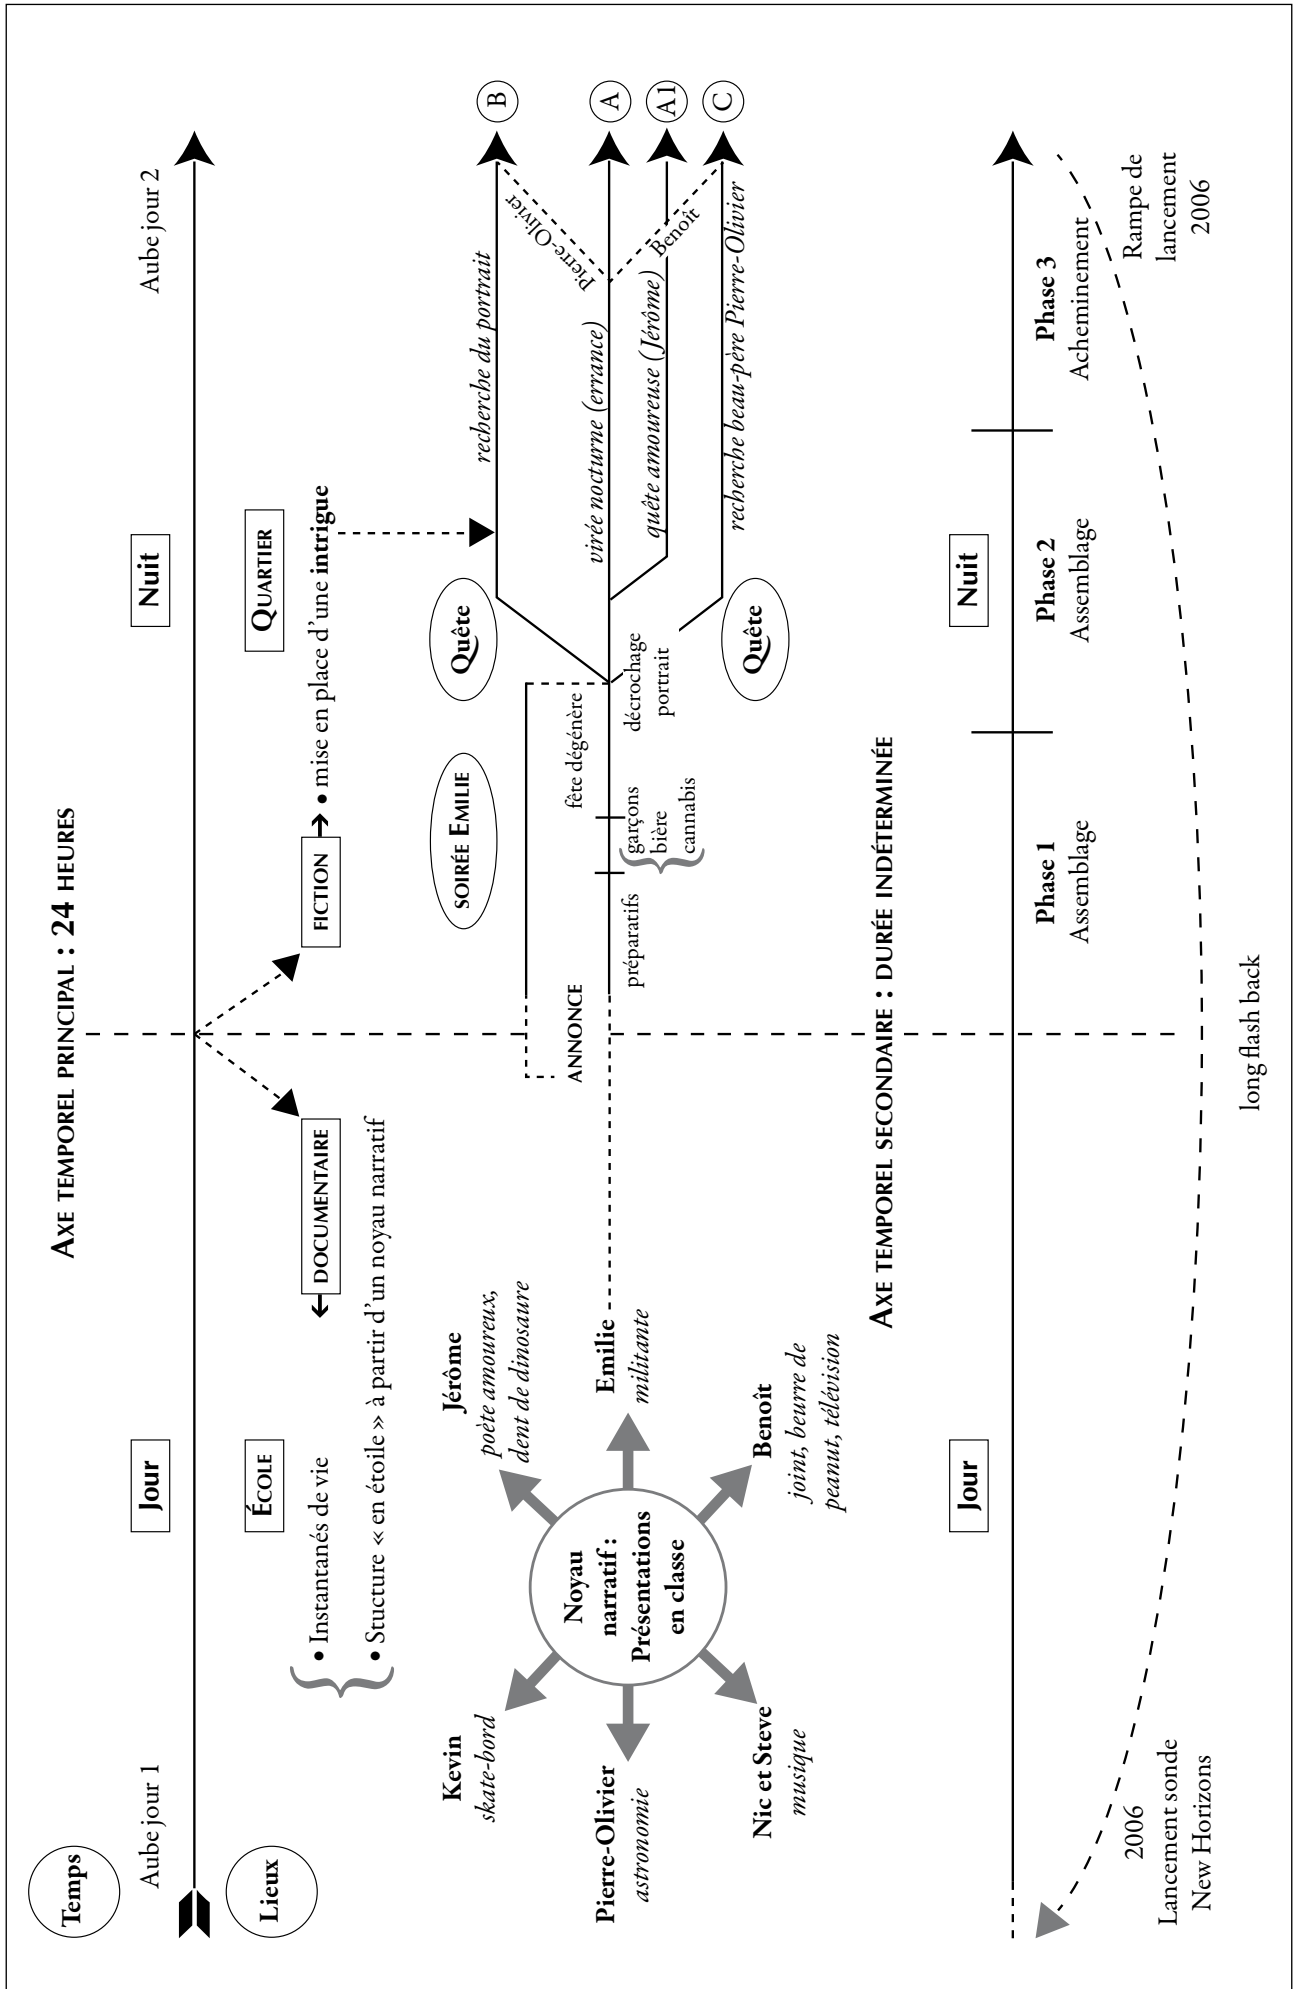 AXE TEMPOREL PRINCIPAL : 24 HEURES
Temps
Aube jour 1
Jour
Nuit
Aube jour 2
Lieux
ÉCOLE
QUARTIER
DOCUMENTAIRE
FICTION
• mise en place d'une intrigue
• Instantanés de vie
• Stucture « en étoile » à partir d'un noyau narratif
Kevin
skate-bord
Jérôme
poète amoureux,
dent de dinosaure
Pierre-Olivier
astronomie
Noyau
narratif :
Présentations
en classe
Emilie
militante
Nic et Steve
musique
Benoît
joint, beurre de
peanut, télévision
ANNONCE
SOIRÉE EMILIE
préparatifs
garçons
bière
cannabis
fête dégénère
décrochage
portrait
Quête
Quête
recherche du portrait
Pierre-Olivier
virée nocturne (errance)
quête amoureuse (Jérôme)
Benoît
recherche beau-père Pierre-Olivier
B
A
A1
C
AXE TEMPOREL SECONDAIRE : DURÉE INDÉTERMINÉE
Jour
Nuit
Phase 1
Assemblage
Phase 2
Assemblage
Phase 3
Acheminement
2006
Lancement sonde
New Horizons
Rampe de
lancement
2006
long flash back